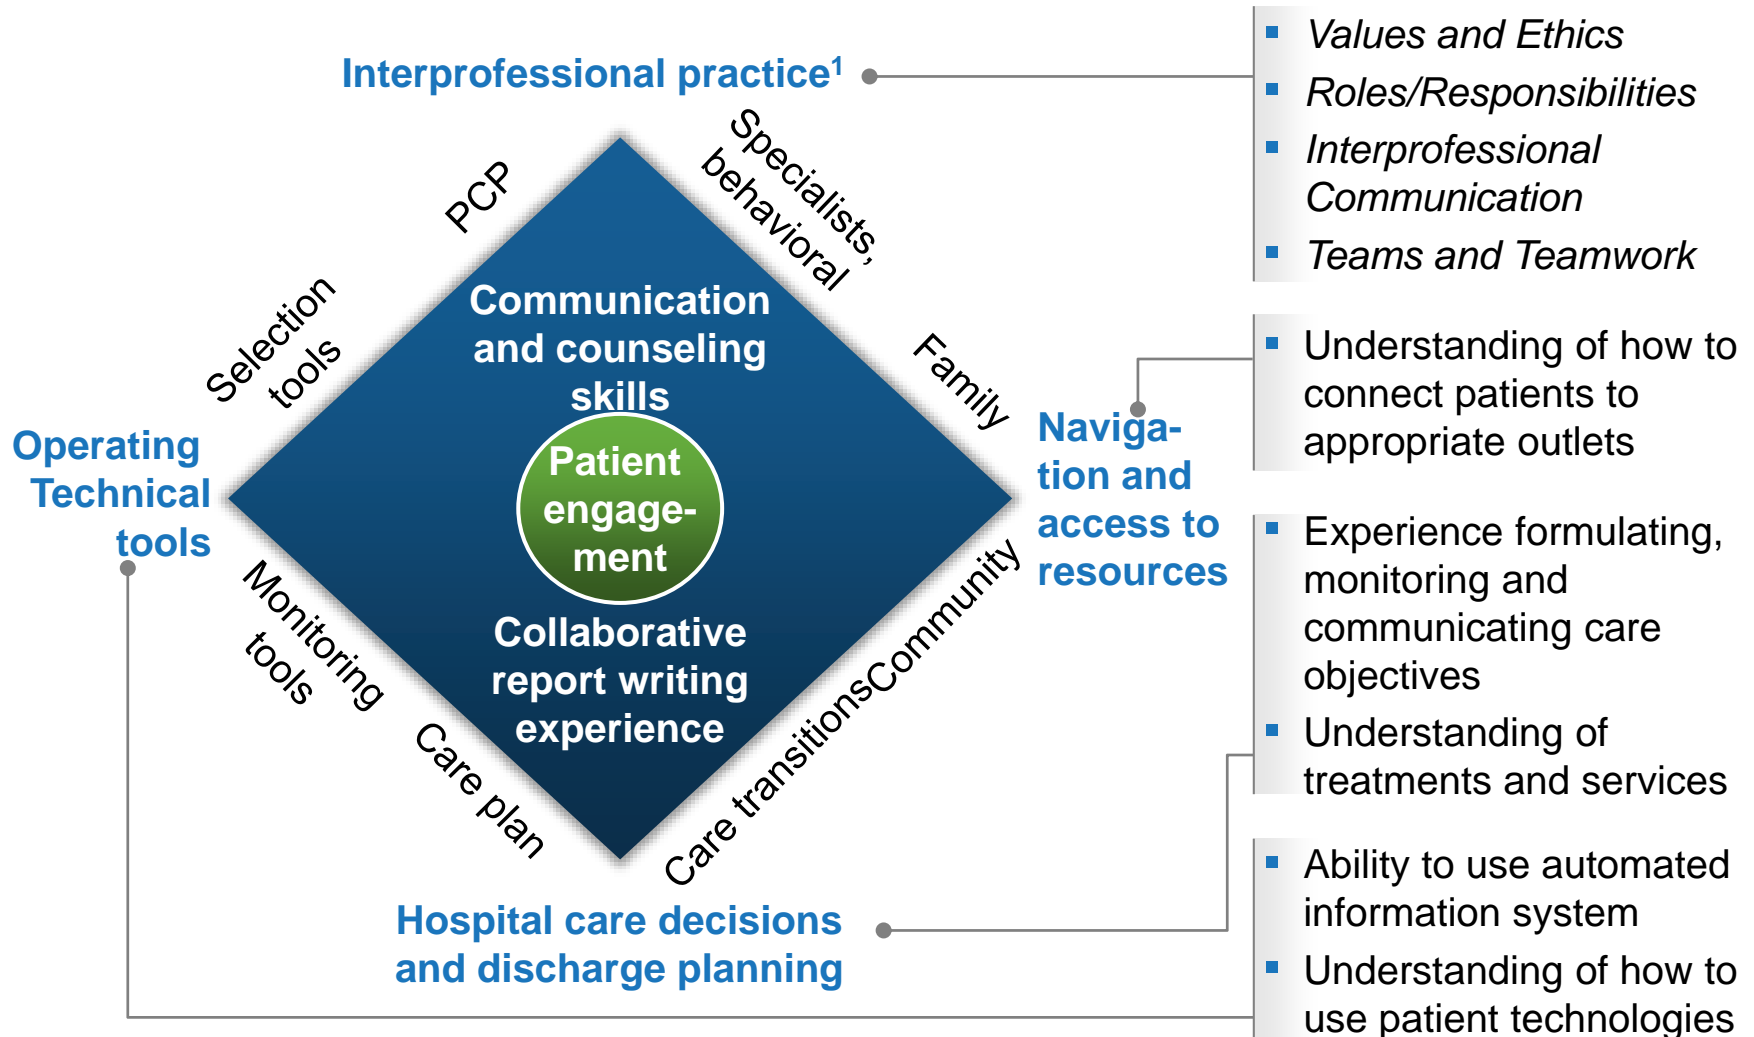 Interprofessional practice1
PCP
Specialists,
behavioral
Selection
tools
Family
Communication
and counseling
skills
Patient
engage-
ment
Collaborative
report writing
experience
Operating
Technical
tools
Naviga-
tion and
access to
resources
Monitoring
tools
Care plan
Care transitions
Community
Hospital care decisions
and discharge planning
Values and Ethics
Roles/Responsibilities
Interprofessional
Communication
Teams and Teamwork
Understanding of how to
connect patients to
appropriate outlets
Experience formulating,
monitoring and
communicating care
objectives
Understanding of
treatments and services
Ability to use automated
information system
Understanding of how to
use patient technologies